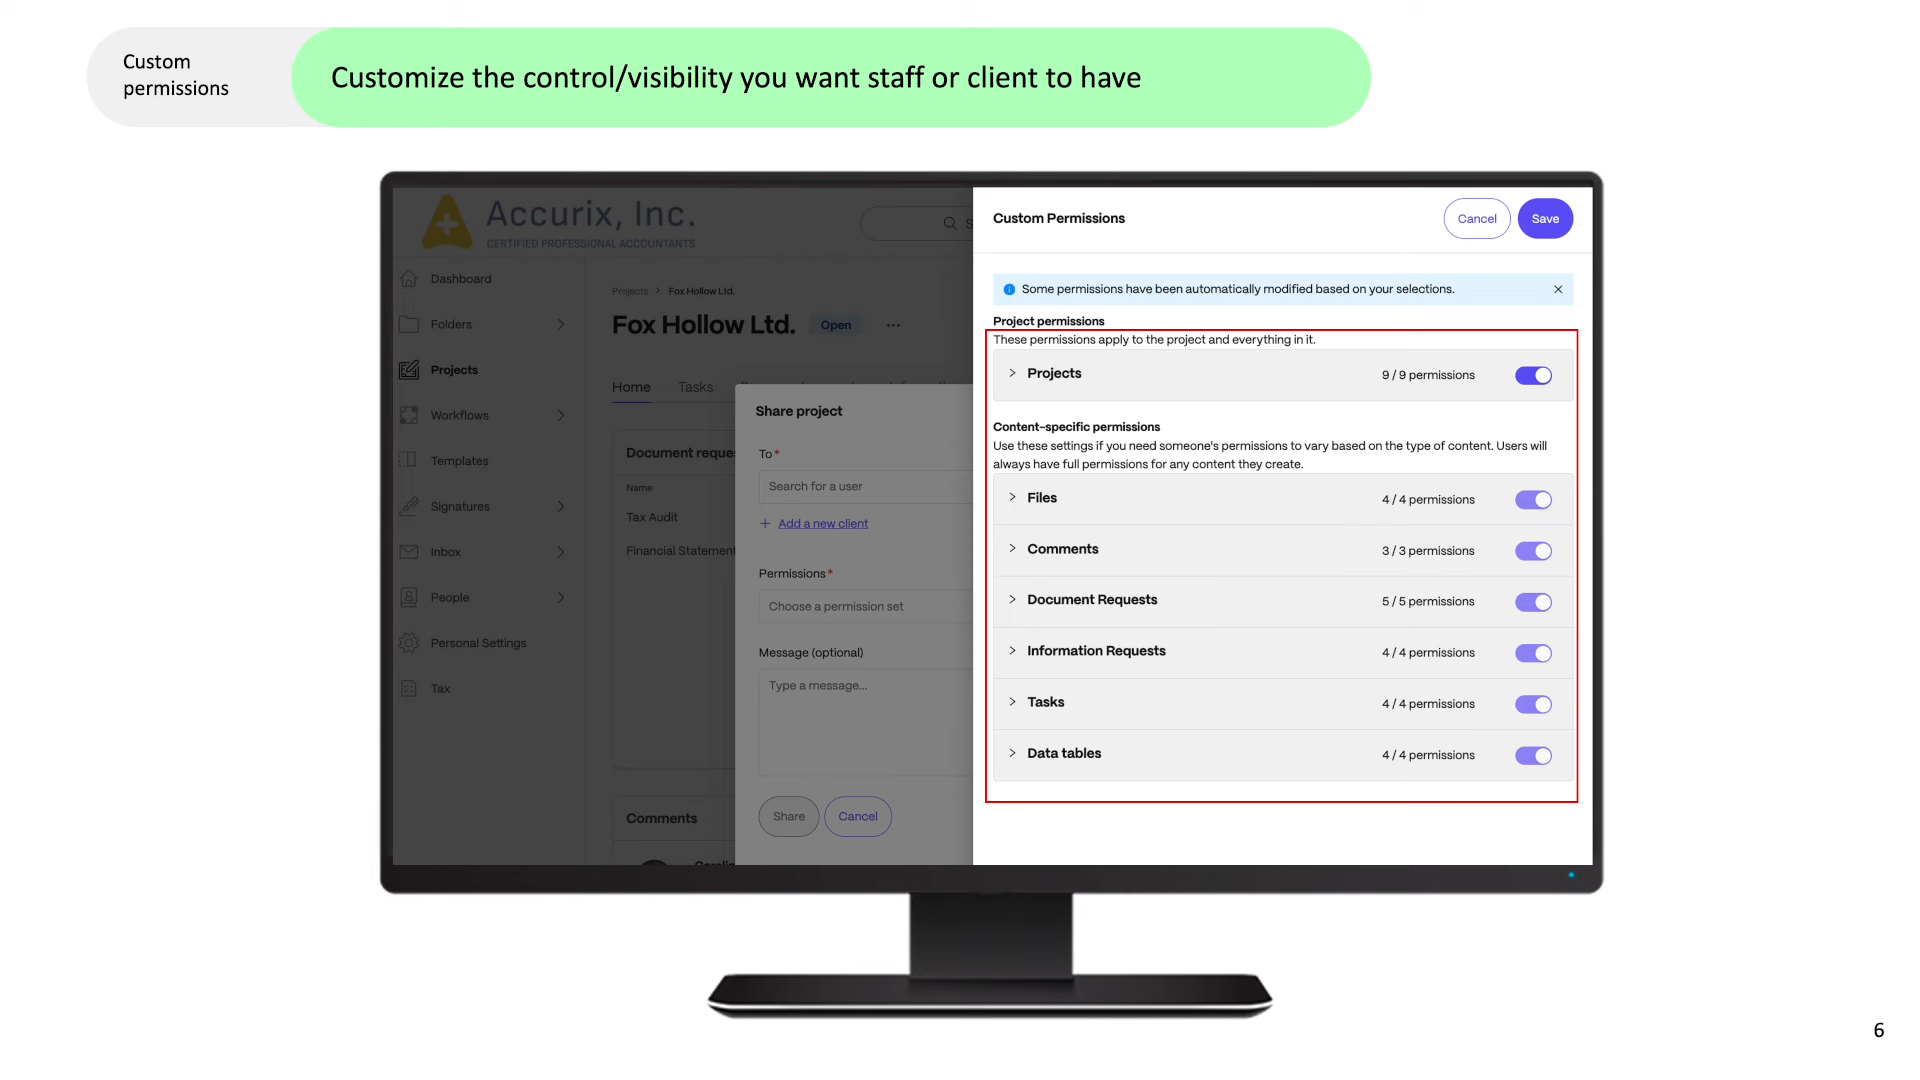 Custom
permissions
Customize the control/visibility you want staff or client to have
Accurix, Inc.
CERTIFIED PROFESSIONAL ACCOUNTANTS
Dashboard
Folders
Projects
Workflows
Templates
Signatures
Inbox
People
Personal Settings
Tax
Projects > Fox Hollow Ltd.
Fox Hollow Ltd. Open ...
Home Tasks
Document reque
Name
Tax Audit
Financial Statement
Comments
Share project
To*
Search for a user
+ Add a new client
Permissions*
Choose a permission set
Message (optional)
Type a message...
Share Cancel
Custom Permissions Cancel Save
Some permissions have been automatically modified based on your selections.
Project permissions
These permissions apply to the project and everything in it.
Projects 9 / 9 permissions
Content-specific permissions
Use these settings if you need someone's permissions to vary based on the type of content. Users will
always have full permissions for any content they create.
Files 4 / 4 permissions
Comments 3 / 3 permissions
Document Requests 5 / 5 permissions
Information Requests 4 / 4 permissions
Tasks 4 / 4 permissions
Data tables 4 / 4 permissions
6